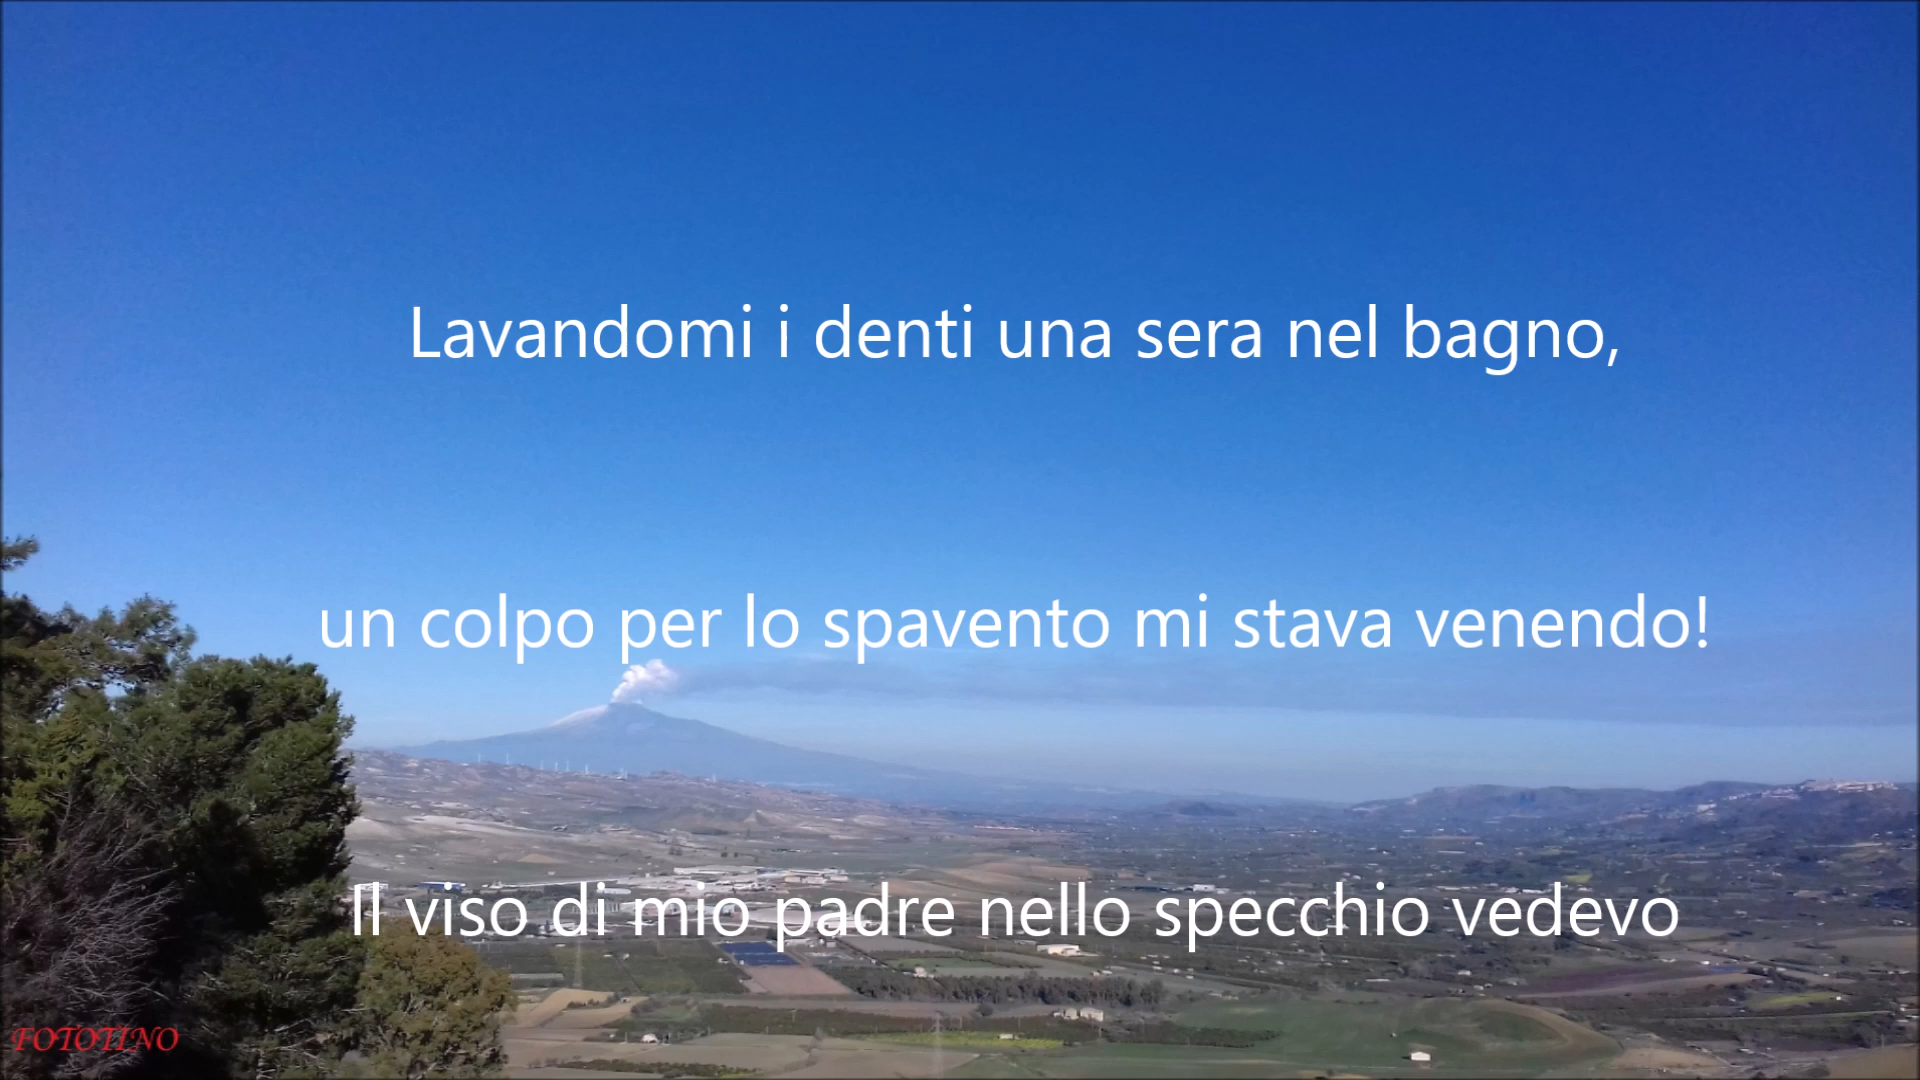 Lavandomi i denti una sera nel bagno,
un colpo per lo spavento mi stava venendo!
Il viso di mio padre nello specchio vedevo
FOTOTINO